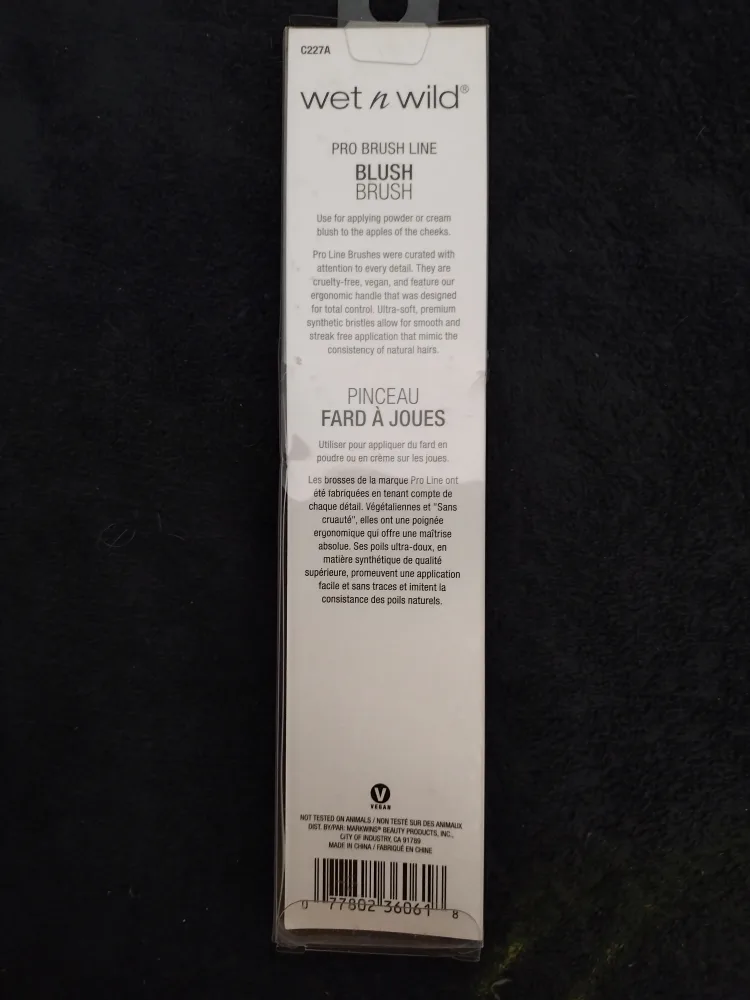 C227A
wet n wild®
PRO BRUSH LINE
BLUSH
BRUSH
Use for applying powder or cream
blush to the apples of the cheeks.
Pro Line Brushes were curated with
attention to every detail. They are
cruelty-free, vegan, and feature our
ergonomic handle that was designed
for total control. Ultra-soft, premium
synthetic bristles allow for smooth and
streak free application that mimic the
consistency of natural hairs.
PINCEAU
FARD À JOUES
Utiliser pour appliquer du fard en
poudre ou en crème sur les joues.
Les brosses de la marque Pro Line ont
été fabriquées en tenant compte de
chaque détail. Végétaliennes et "Sans
cruauté", elles ont une poignée
ergonomique qui offre une maîtrise
absolue. Ses poils ultra-doux, en
matière synthétique de qualité
supérieure, promeuvent une application
facile et sans traces et imitent la
consistance des poils naturels.
V
VEGAN
NOT TESTED ON ANIMALS / NON TESTÉ SUR DES ANIMAUX
DIST. BY/PAR: MARKWINS® BEAUTY PRODUCTS, INC.,
CITY OF INDUSTRY, CA 91789
MADE IN CHINA / FABRIQUÉ EN CHINE
0 77802 36061 8